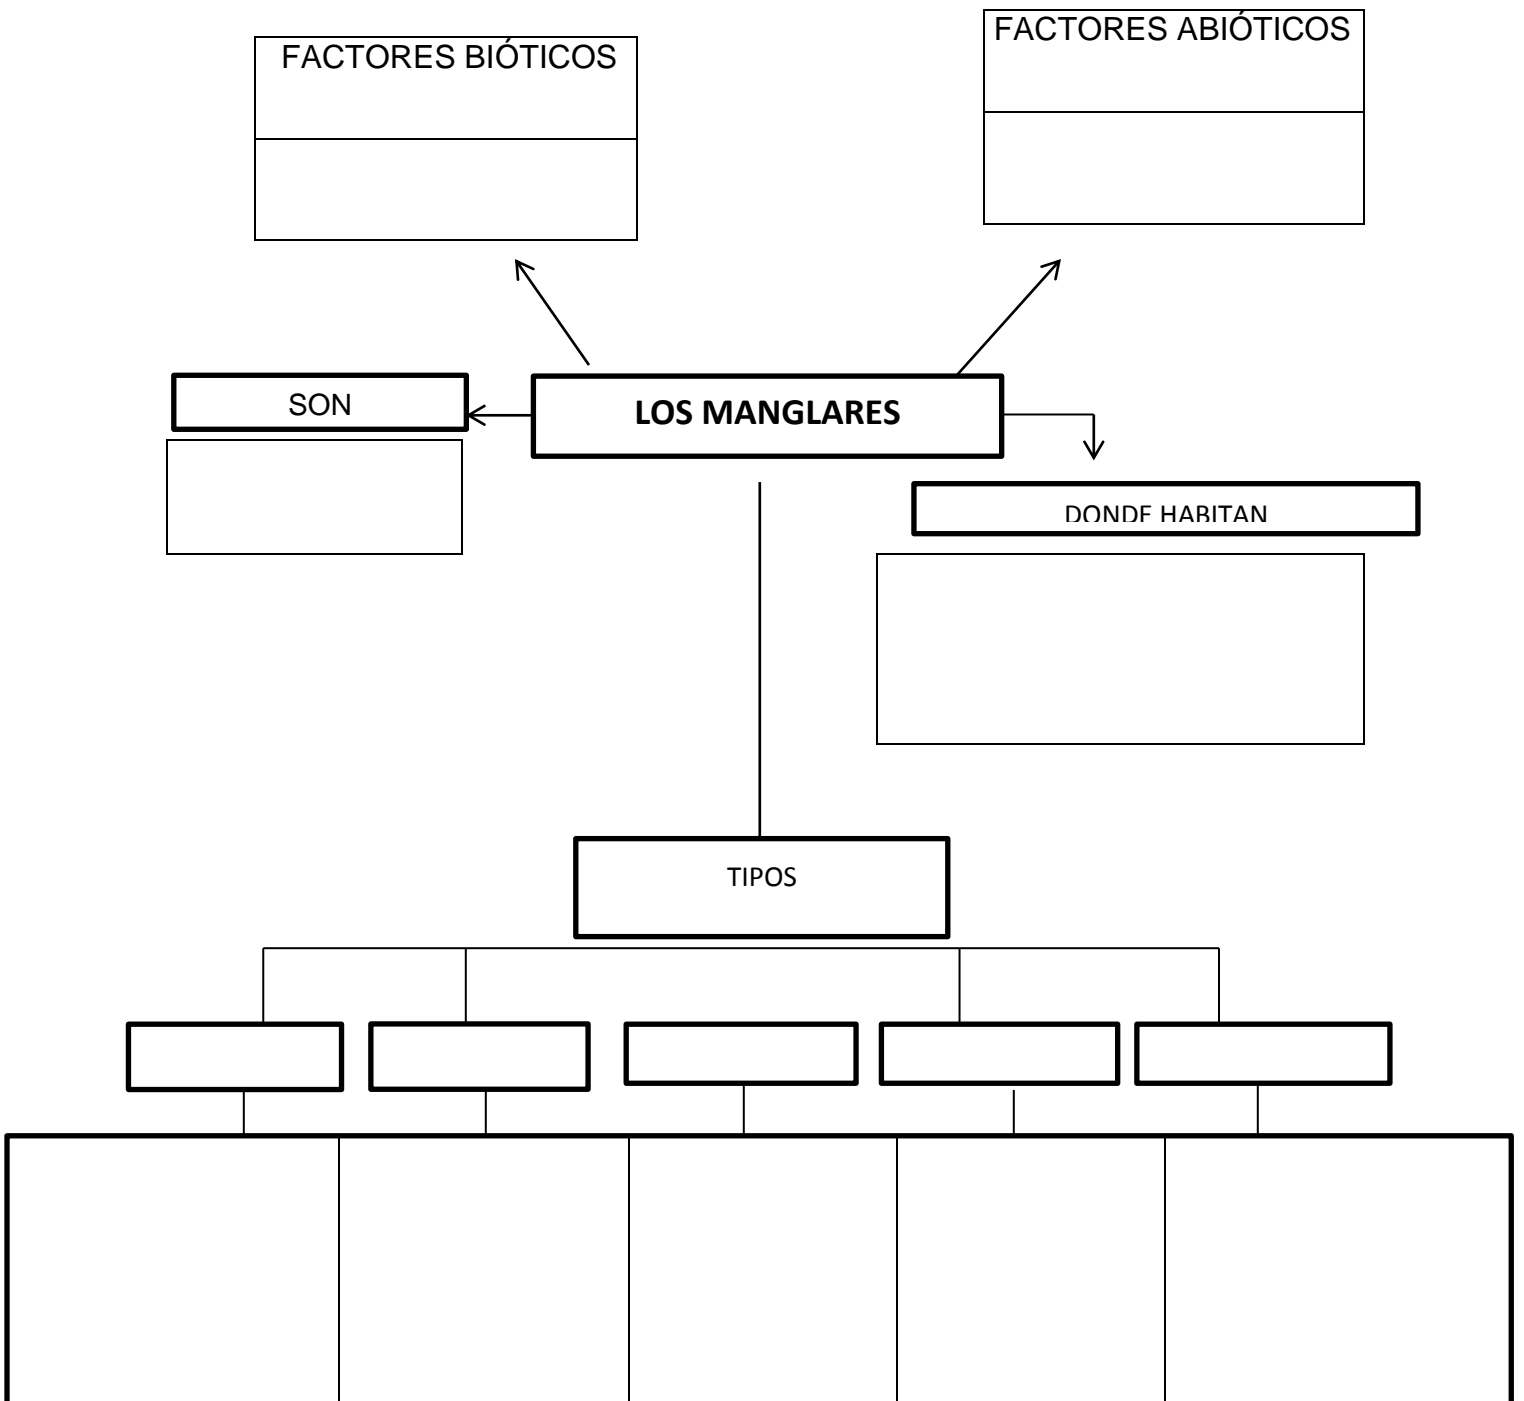 FACTORES BIÓTICOS
FACTORES ABIÓTICOS
SON
LOS MANGLARES
DONDE HABITAN
TIPOS